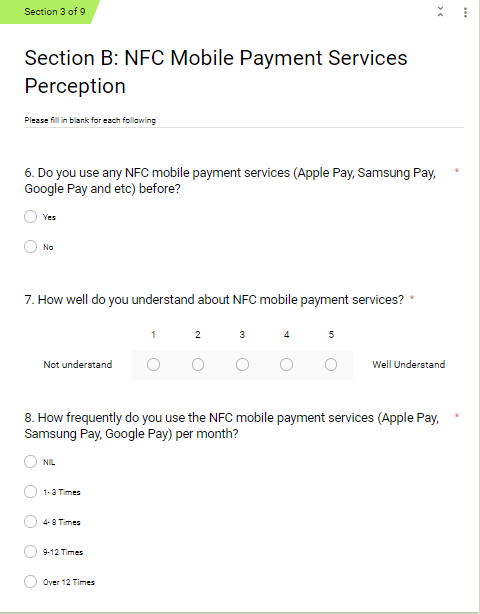 Section 3 of 9
Section B: NFC Mobile Payment Services
Perception
Please fill in blank for each following
6. Do you use any NFC mobile payment services (Apple Pay, Samsung Pay, *
Google Pay and etc) before?
Yes
No
7. How well do you understand about NFC mobile payment services? *
1 2 3 4 5
Not understand Well Understand
8. How frequently do you use the NFC mobile payment services (Apple Pay, *
Samsung Pay, Google Pay) per month?
NIL
1- 3 Times
4- 8 Times
9-12 Times
Over 12 Times